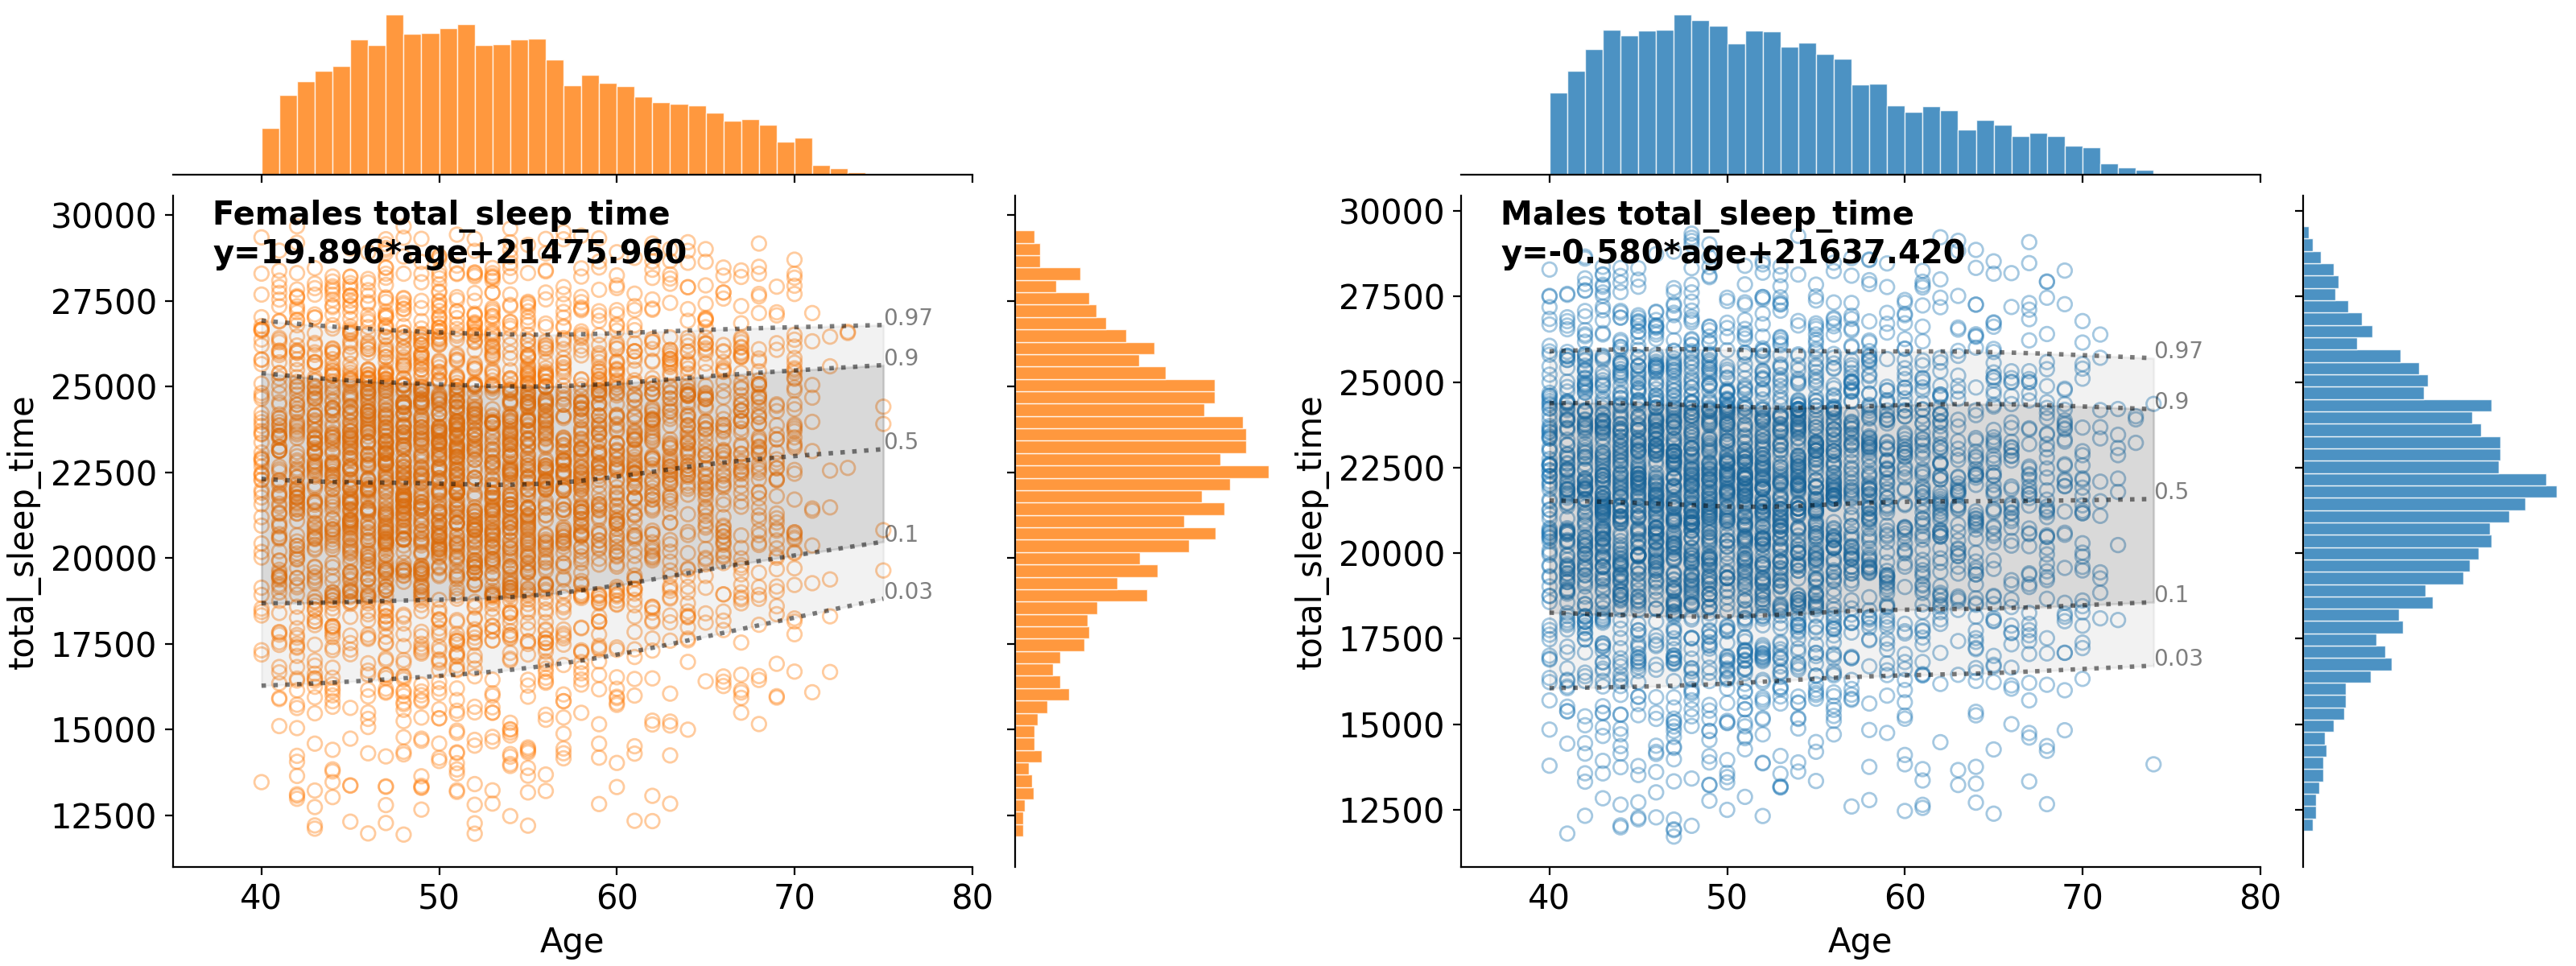 Females total_sleep_time
y=19.896*age+21475.960
30000
27500
25000
22500
20000
17500
15000
12500
total_sleep_time
0.97
0.9
0.5
0.1
0.03
40 50 60 70 80
Age
Males total_sleep_time
y=-0.580*age+21637.420
30000
27500
25000
22500
20000
17500
15000
12500
total_sleep_time
0.97
0.9
0.5
0.1
0.03
40 50 60 70 80
Age